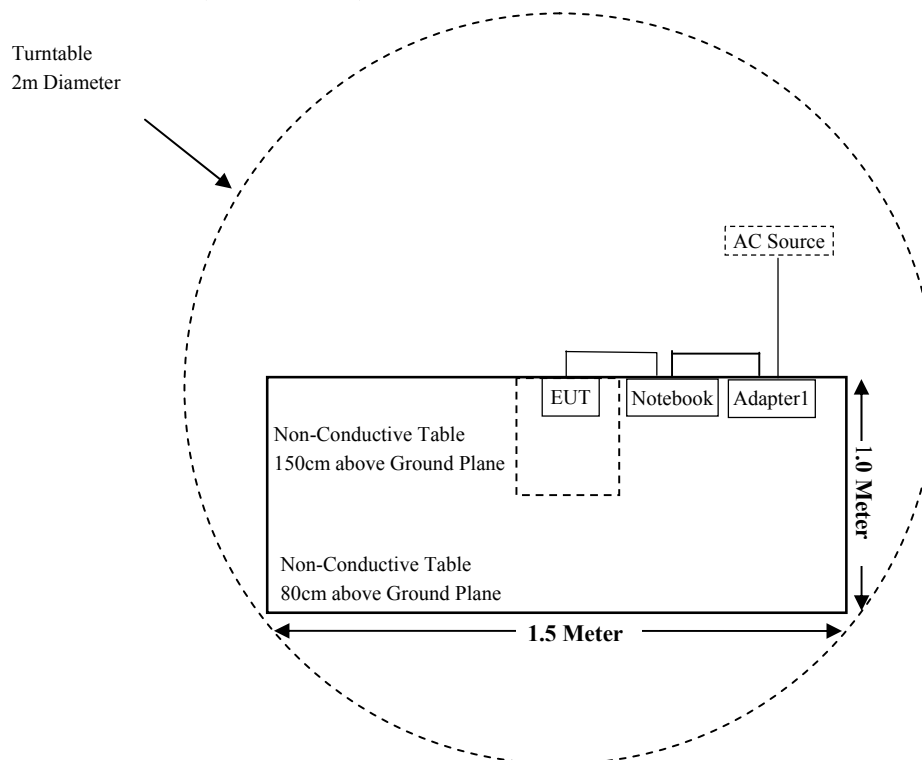 Turntable
2m Diameter
AC Source
EUT
Notebook
Adapter1
Non-Conductive Table
150cm above Ground Plane
1.0 Meter
Non-Conductive Table
80cm above Ground Plane
1.5 Meter